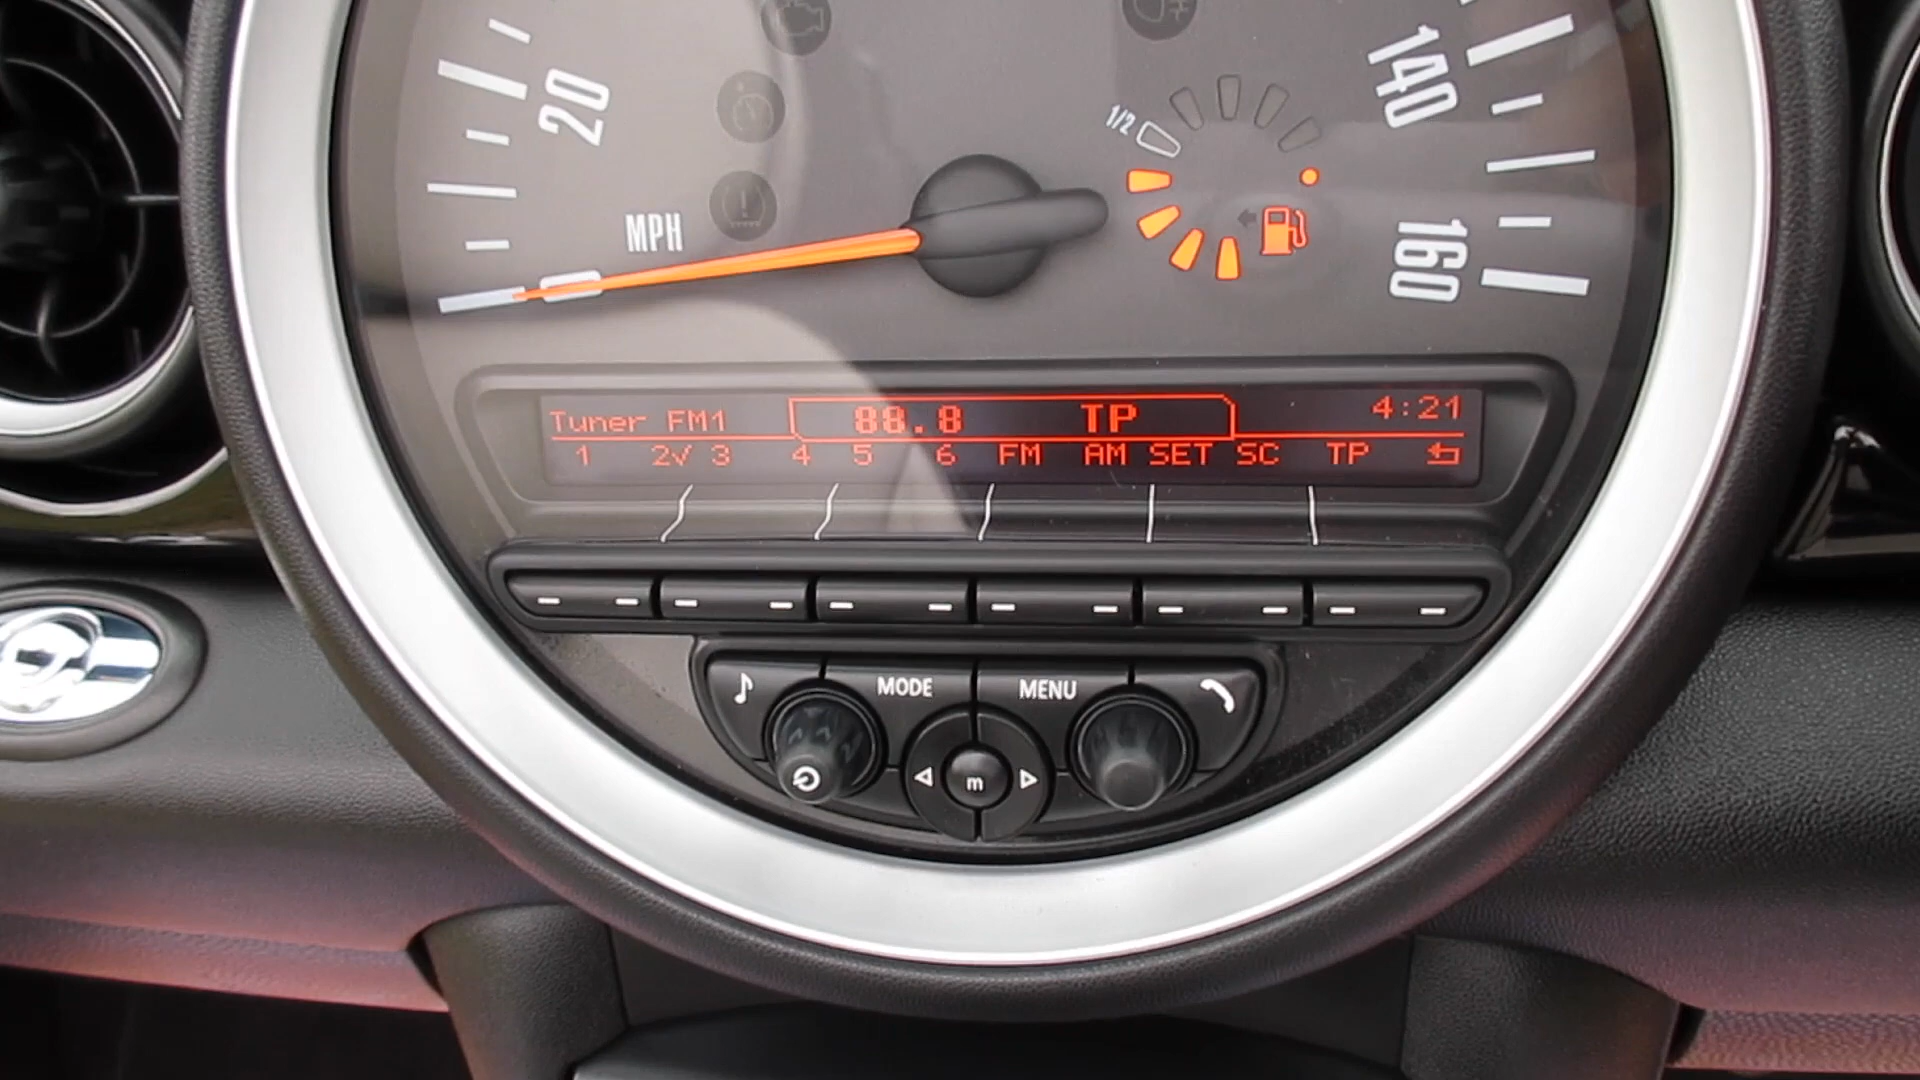 20
140
1/2
MPH
0
160
Tuner FM1 88.8 TP 4:21
1 2√ 3 4 5 6 FM AM SET SC TP
MODE MENU
m